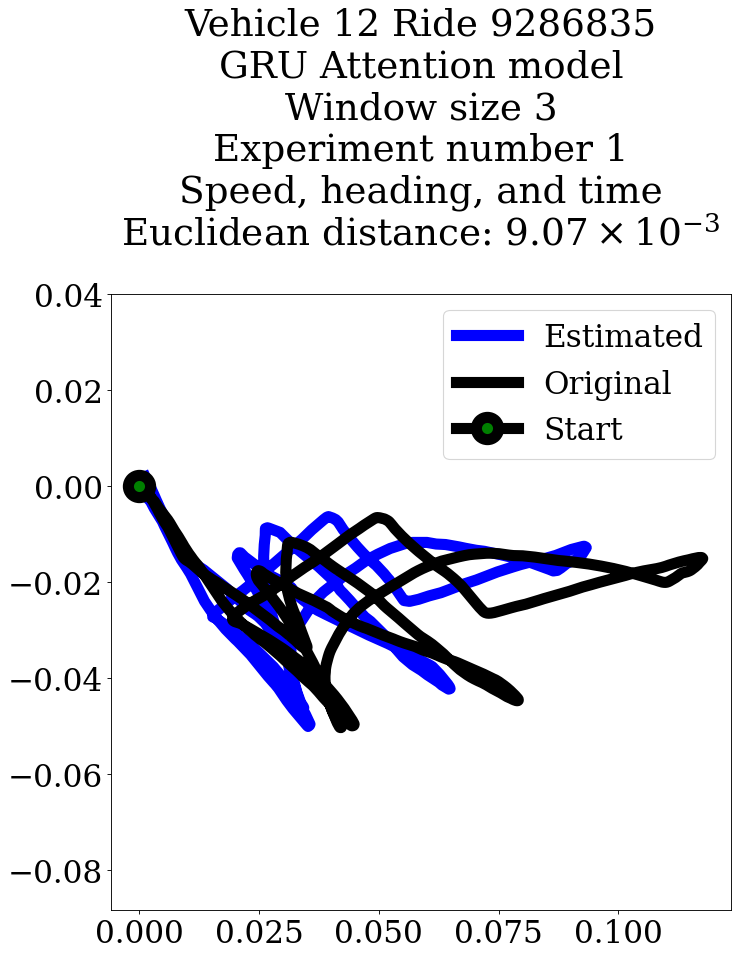 Vehicle 12 Ride 9286835
GRU Attention model
Window size 3
Experiment number 1
Speed, heading, and time
Euclidean distance: 9.07 × 10⁻³
0.04
0.02
0.00
−0.02
−0.04
−0.06
−0.08
Estimated
Original
Start
0.000 0.025 0.050 0.075 0.100